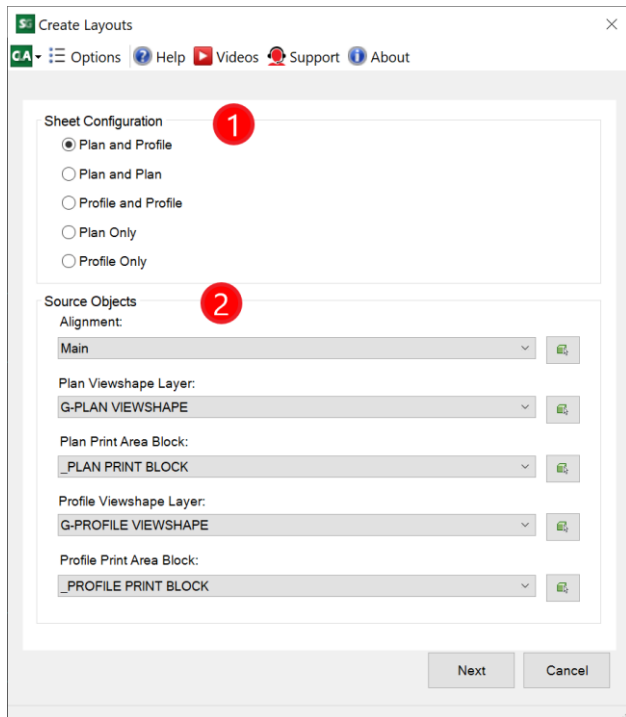 SG Create Layouts
C.A Options Help Videos Support About
Sheet Configuration 1
Plan and Profile
Plan and Plan
Profile and Profile
Plan Only
Profile Only
Source Objects 2
Alignment:
Main
Plan Viewshape Layer:
G-PLAN VIEWSHAPE
Plan Print Area Block:
_PLAN PRINT BLOCK
Profile Viewshape Layer:
G-PROFILE VIEWSHAPE
Profile Print Area Block:
_PROFILE PRINT BLOCK
Next Cancel